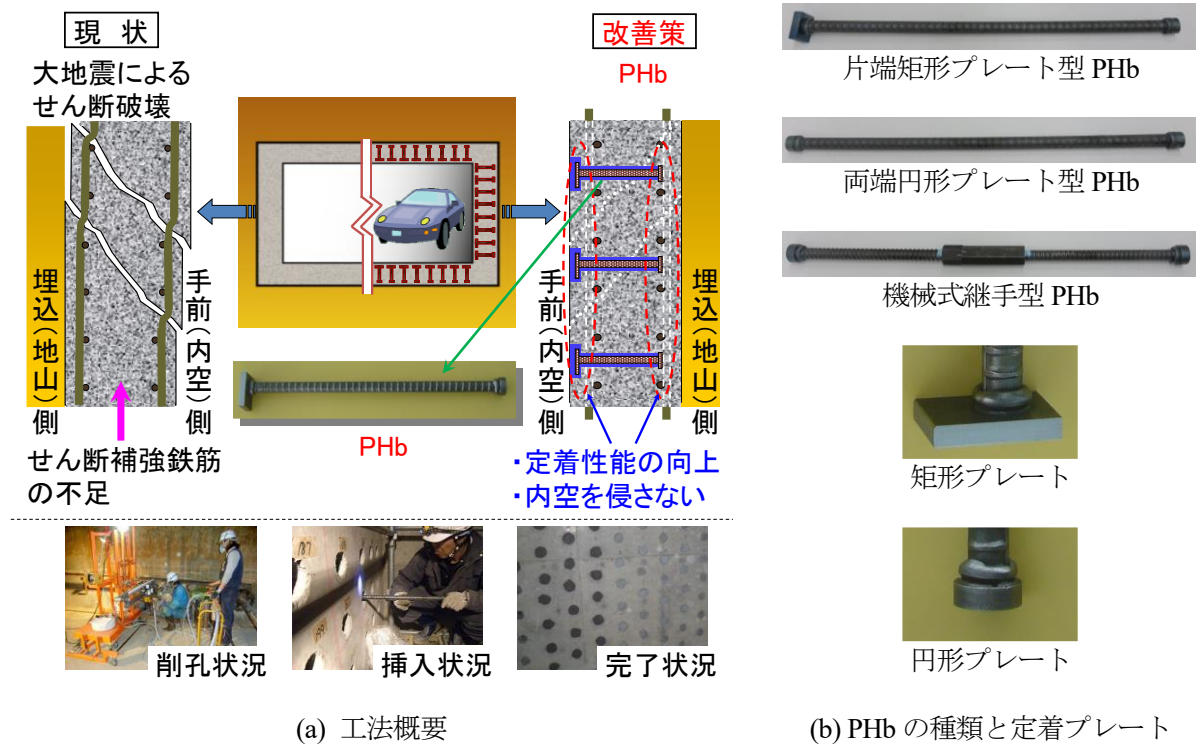 現 状
大地震による
せん断破壊
埋込(地山)側
手前(内空)側
せん断補強鉄筋
の不足
PHb
改善策
PHb
手前(内空)側
埋込(地山)側
・定着性能の向上
・内空を侵さない
削孔状況
挿入状況
完了状況
(a) 工法概要
片端矩形プレート型 PHb
両端円形プレート型 PHb
機械式継手型 PHb
矩形プレート
円形プレート
(b) PHb の種類と定着プレート